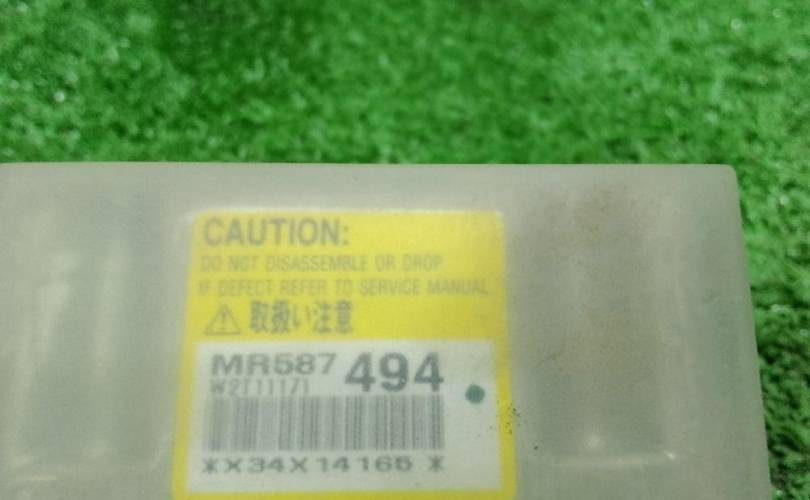 CAUTION:
DO NOT DISASSEMBLE OR DROP
IF DEFECT REFER TO SERVICE MANUAL
取扱い注意
MR587 494
W2T11171
*X34X14165 *